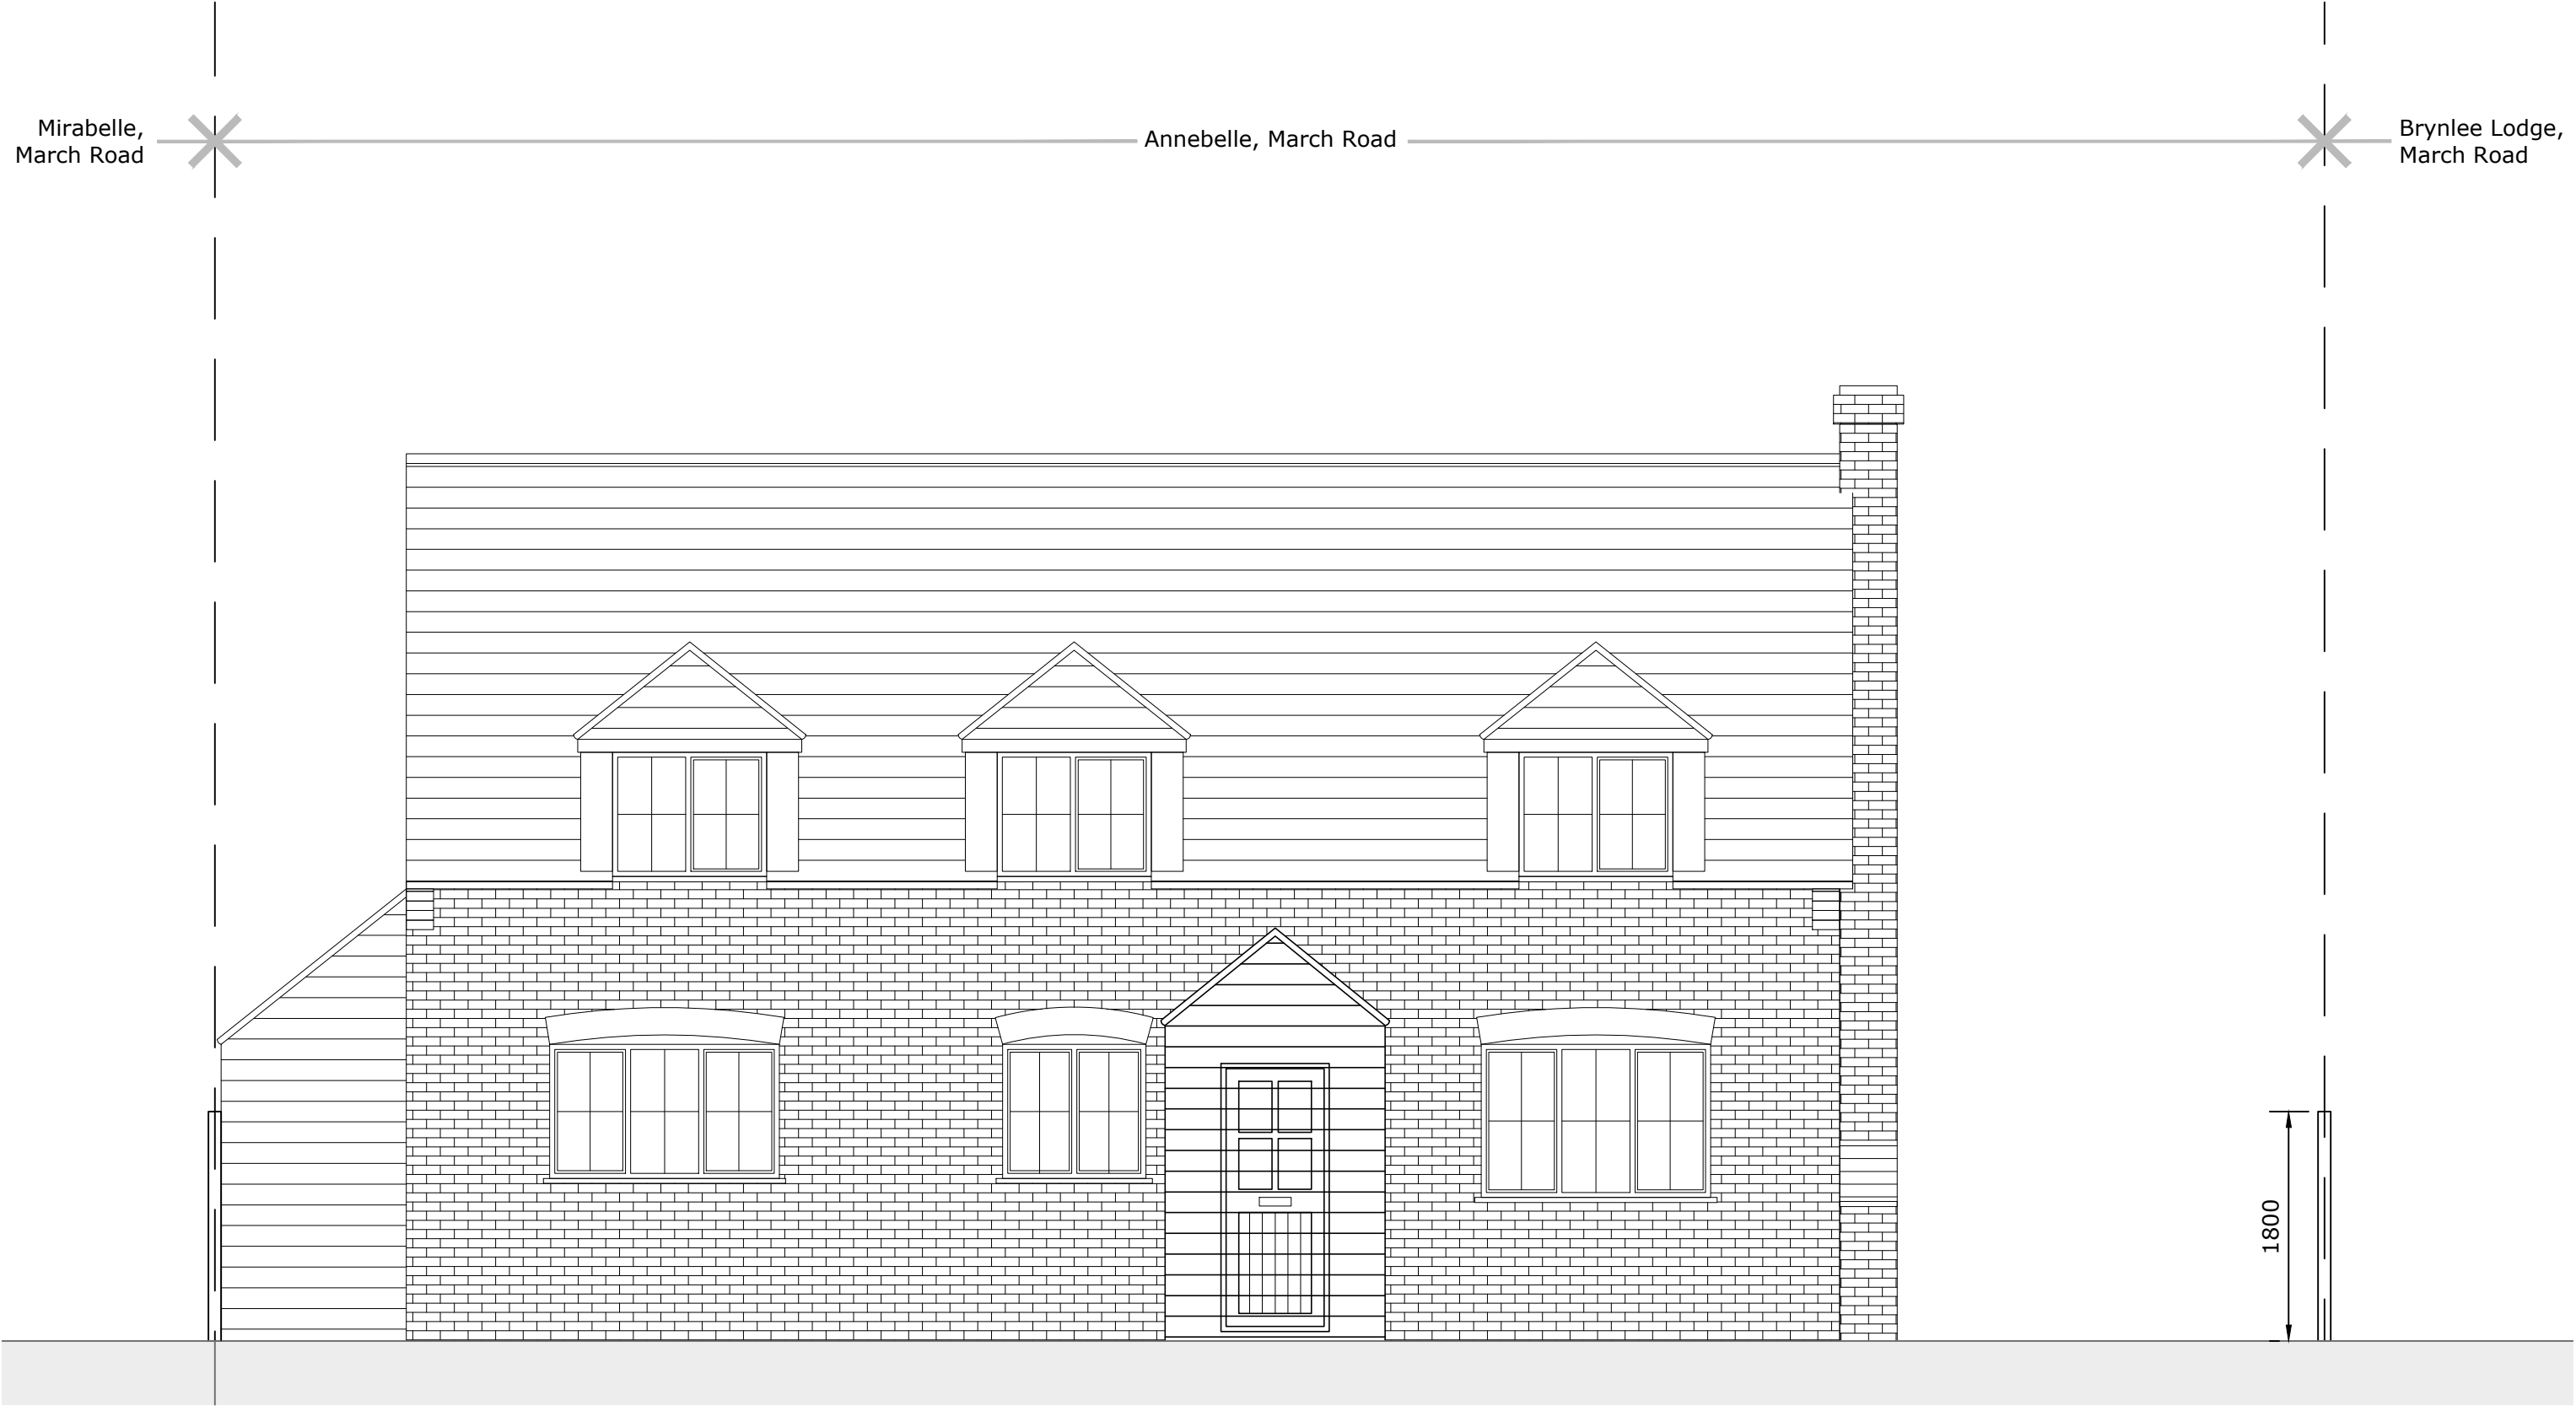 Mirabelle,
March Road
Annebelle, March Road
Brynlee Lodge,
March Road
1800